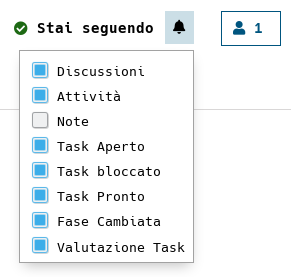 Stai seguendo 1
Discussioni
Attività
Note
Task Aperto
Task bloccato
Task Pronto
Fase Cambiata
Valutazione Task